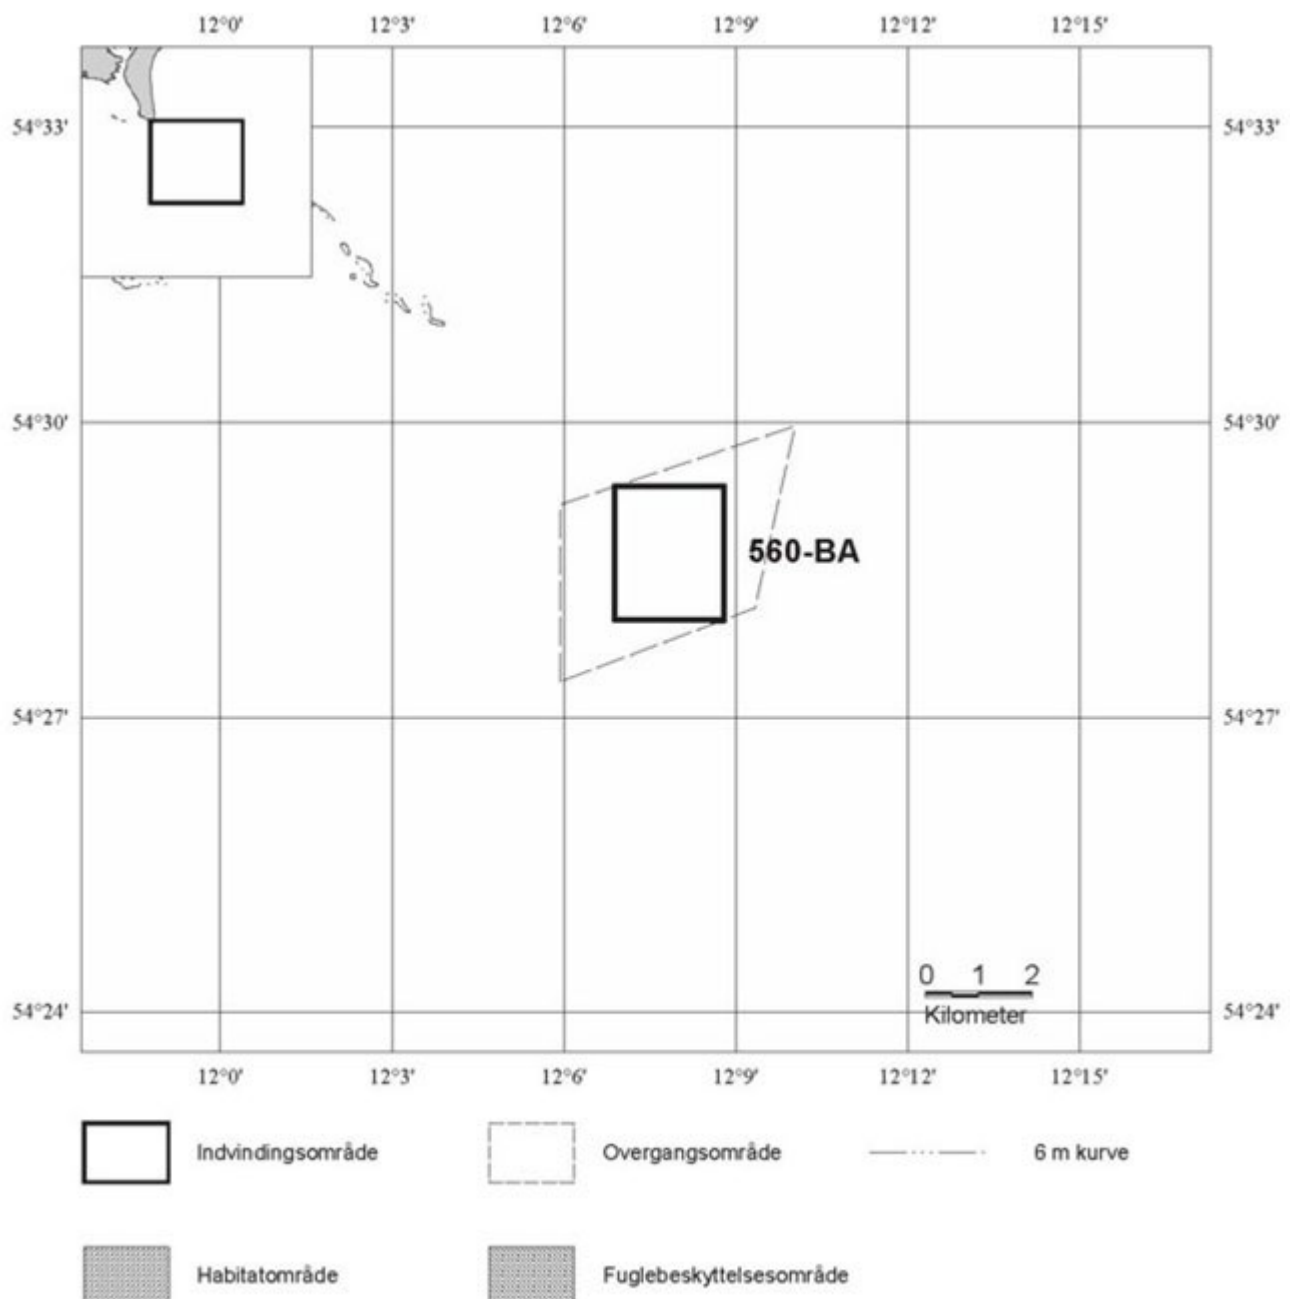 12°0' 12°3' 12°6' 12°9' 12°12' 12°15'
54°33' 54°33'
54°30' 54°30'
560-BA
54°27' 54°27'
0 1 2
Kilometer
54°24' 54°24'
12°0' 12°3' 12°6' 12°9' 12°12' 12°15'
Indvindingsområde Overgangsområde 6 m kurve
Habitatområde Fuglebeskyttelsesområde